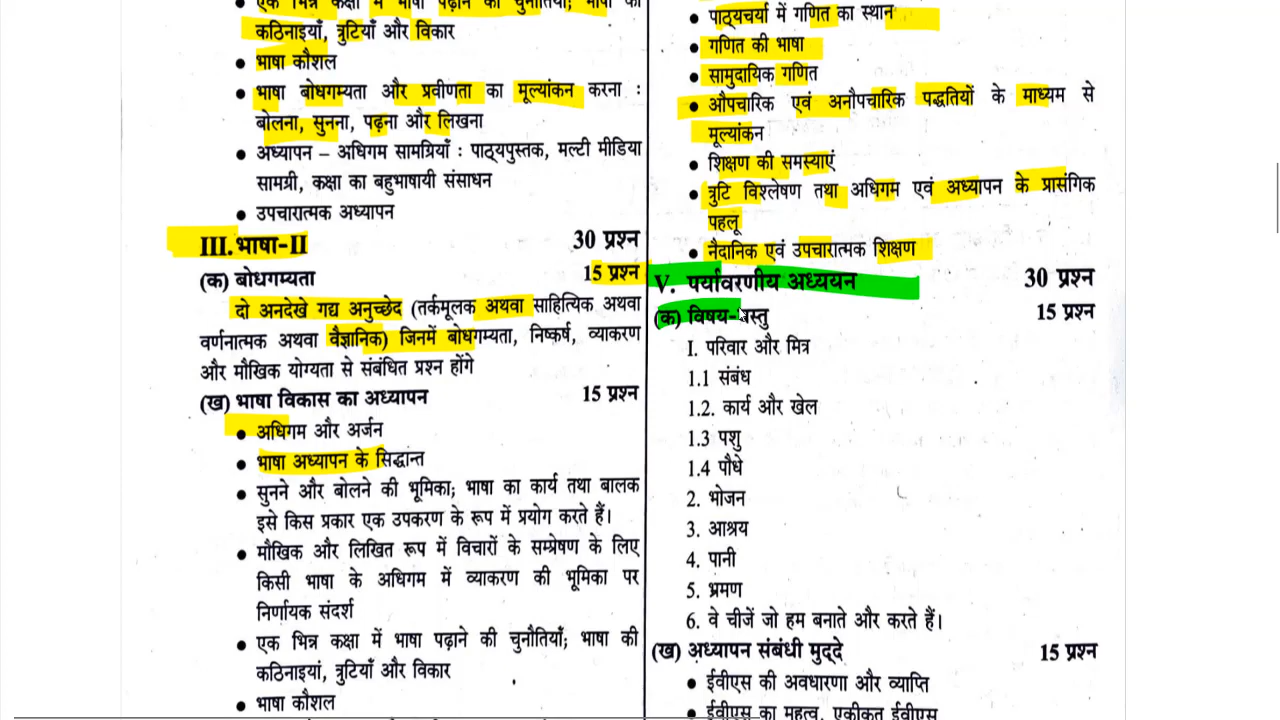 • एक भिन्न कक्षा में भाषा पढ़ाने की चुनौतियाँ; भाषा की
कठिनाइयाँ, त्रुटियाँ और विकार
• भाषा कौशल
• भाषा बोधगम्यता और प्रवीणता का मूल्यांकन करना :
बोलना, सुनना, पढ़ना और लिखना
• अध्यापन – अधिगम सामग्रियाँ : पाठ्यपुस्तक, मल्टी मीडिया
सामग्री, कक्षा का बहुभाषायी संसाधन
• उपचारात्मक अध्यापन
III. भाषा-II 30 प्रश्न
(क) बोधगम्यता 15 प्रश्न
दो अनदेखे गद्य अनुच्छेद (तर्कमूलक अथवा साहित्यिक अथवा
वर्णनात्मक अथवा वैज्ञानिक) जिनमें बोधगम्यता, निष्कर्ष, व्याकरण
और मौखिक योग्यता से संबंधित प्रश्न होंगे
(ख) भाषा विकास का अध्यापन 15 प्रश्न
• अधिगम और अर्जन
• भाषा अध्यापन के सिद्धांन्त
• सुनने और बोलने की भूमिका; भाषा का कार्य तथा बालक
इसे किस प्रकार एक उपकरण के रूप में प्रयोग करते हैं।
• मौखिक और लिखित रूप में विचारों के सम्प्रेषण के लिए
किसी भाषा के अधिगम में व्याकरण की भूमिका पर
निर्णायक संदर्श
• एक भिन्न कक्षा में भाषा पढ़ाने की चुनौतियाँ; भाषा की
कठिनाइयां, त्रुटियाँ और विकार
• भाषा कौशल
• पाठ्यचर्या में गणित का स्थान
• गणित की भाषा
• सामुदायिक गणित
• औपचारिक एवं अनौपचारिक पद्धतियों के माध्यम से
मूल्यांकन
• शिक्षण की समस्याएं
• त्रुटि विश्लेषण तथा अधिगम एवं अध्यापन के प्रासंगिक
पहलू
• नैदानिक एवं उपचारात्मक शिक्षण
V. पर्यावरणीय अध्ययन 30 प्रश्न
(क) विषय-वस्तु 15 प्रश्न
I. परिवार और मित्र
1.1 संबंध
1.2. कार्य और खेल
1.3 पशु
1.4 पौधे
2. भोजन
3. आश्रय
4. पानी
5. भ्रमण
6. वे चीजें जो हम बनाते और करते हैं।
(ख) अध्यापन संबंधी मुद्दे 15 प्रश्न
• ईवीएस की अवधारणा और व्याप्ति
• ईवीएस का महत्व, एकीकृत ईवीएस